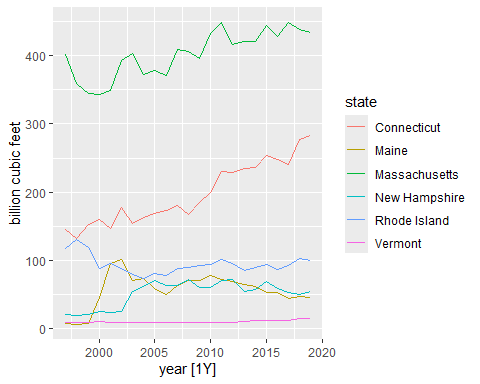 billion cubic feet
400
300
200
100
0
2000
2005
2010
2015
2020
year [1Y]
state
Connecticut
Maine
Massachusetts
New Hampshire
Rhode Island
Vermont